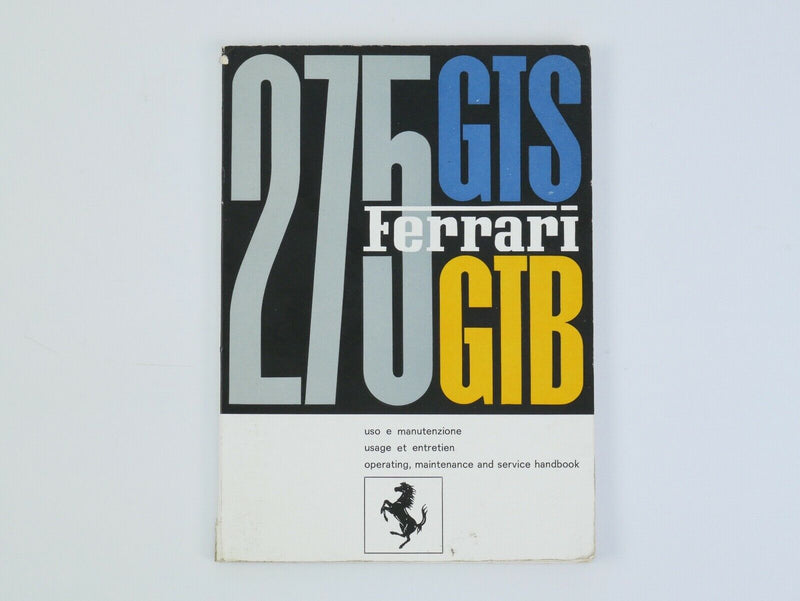 275 GTS
Ferrari
GTB
uso e manutenzione
usage et entretien
operating, maintenance and service handbook